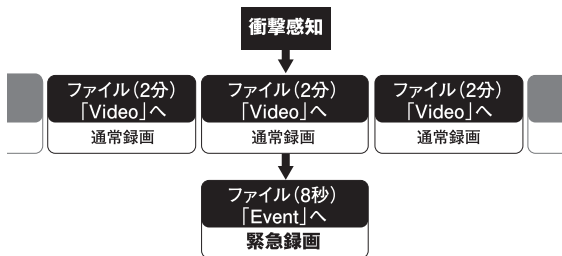 衝撃感知
ファイル(2分)
「Video」へ
通常録画
ファイル(2分)
「Video」へ
通常録画
ファイル(2分)
「Video」へ
通常録画
ファイル(8秒)
「Event」へ
緊急録画